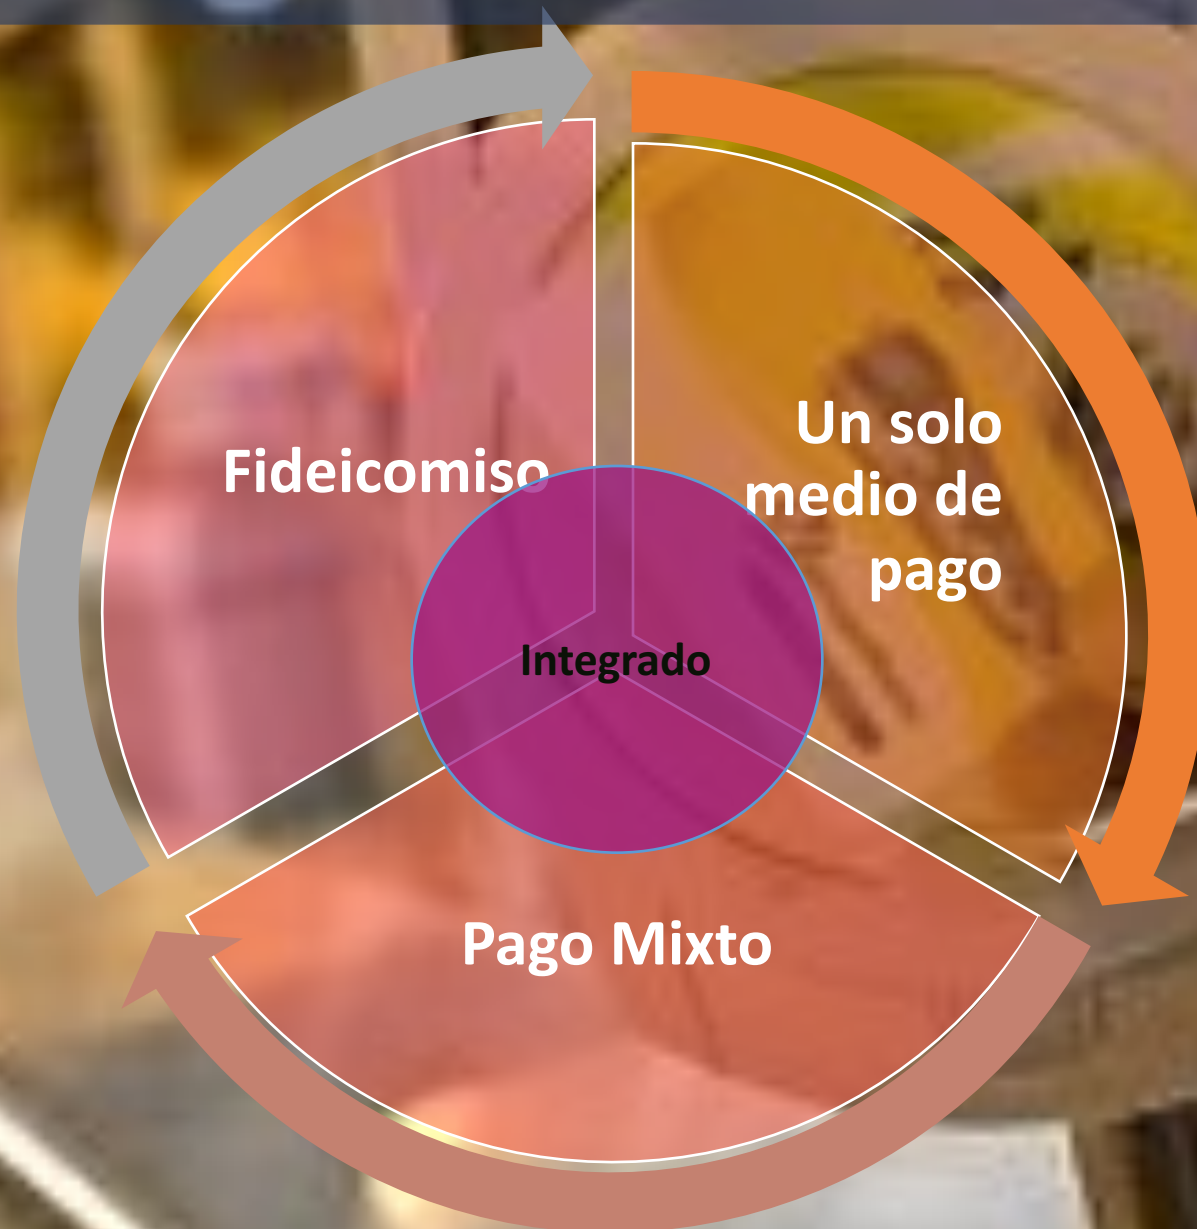 Fideicomiso
Un solo
medio de
pago
Integrado
Pago Mixto